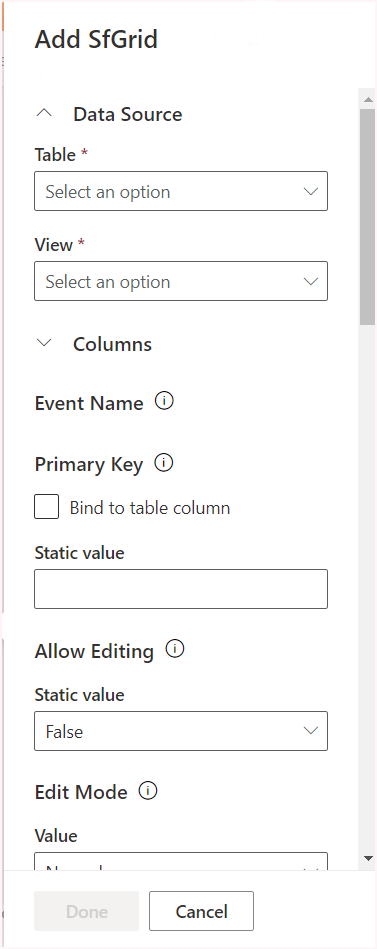 Add SfGrid
Data Source
Table *
Select an option
View *
Select an option
Columns
Event Name
Primary Key
Bind to table column
Static value
Allow Editing
Static value
False
Edit Mode
Value
Done
Cancel